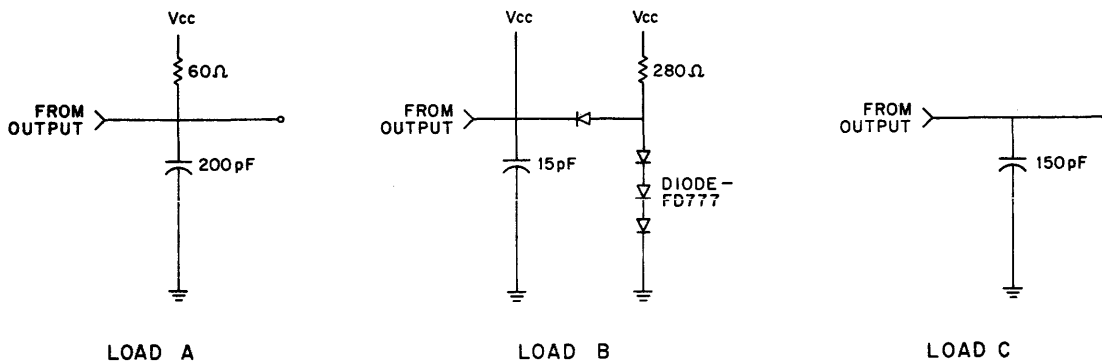 Vcc
60Ω
FROM
OUTPUT
200pF
LOAD A
Vcc
Vcc
280Ω
FROM
OUTPUT
15pF
DIODE-
FD777
LOAD B
FROM
OUTPUT
150pF
LOAD C